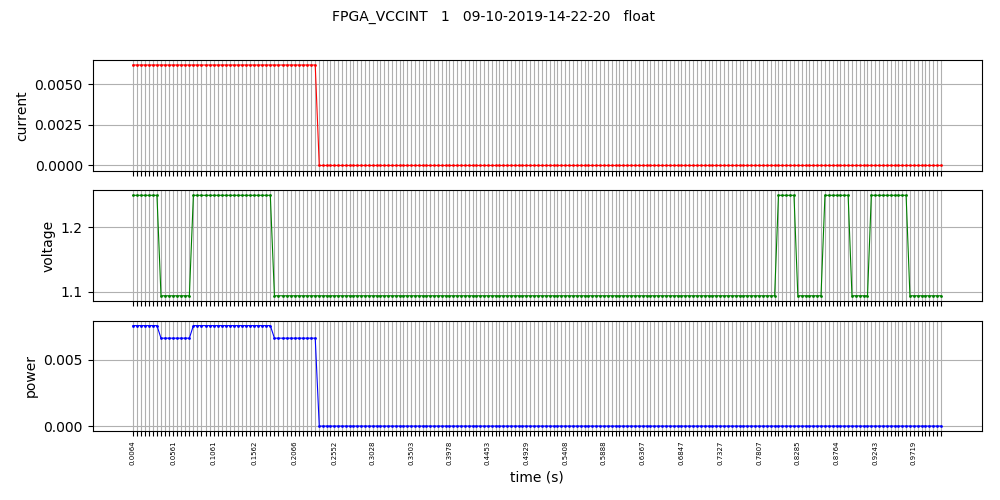 FPGA_VCCINT 1 09-10-2019-14-22-20 float
0.0050
0.0025
0.0000
current
1.2
1.1
voltage
0.005
0.000
power
0.0064 0.0561 0.1061 0.1562 0.2066 0.2552 0.3028 0.3503 0.3978 0.4453 0.4929 0.5408 0.5888 0.6367 0.6847 0.7327 0.7807 0.8285 0.8764 0.9243 0.9719
time (s)